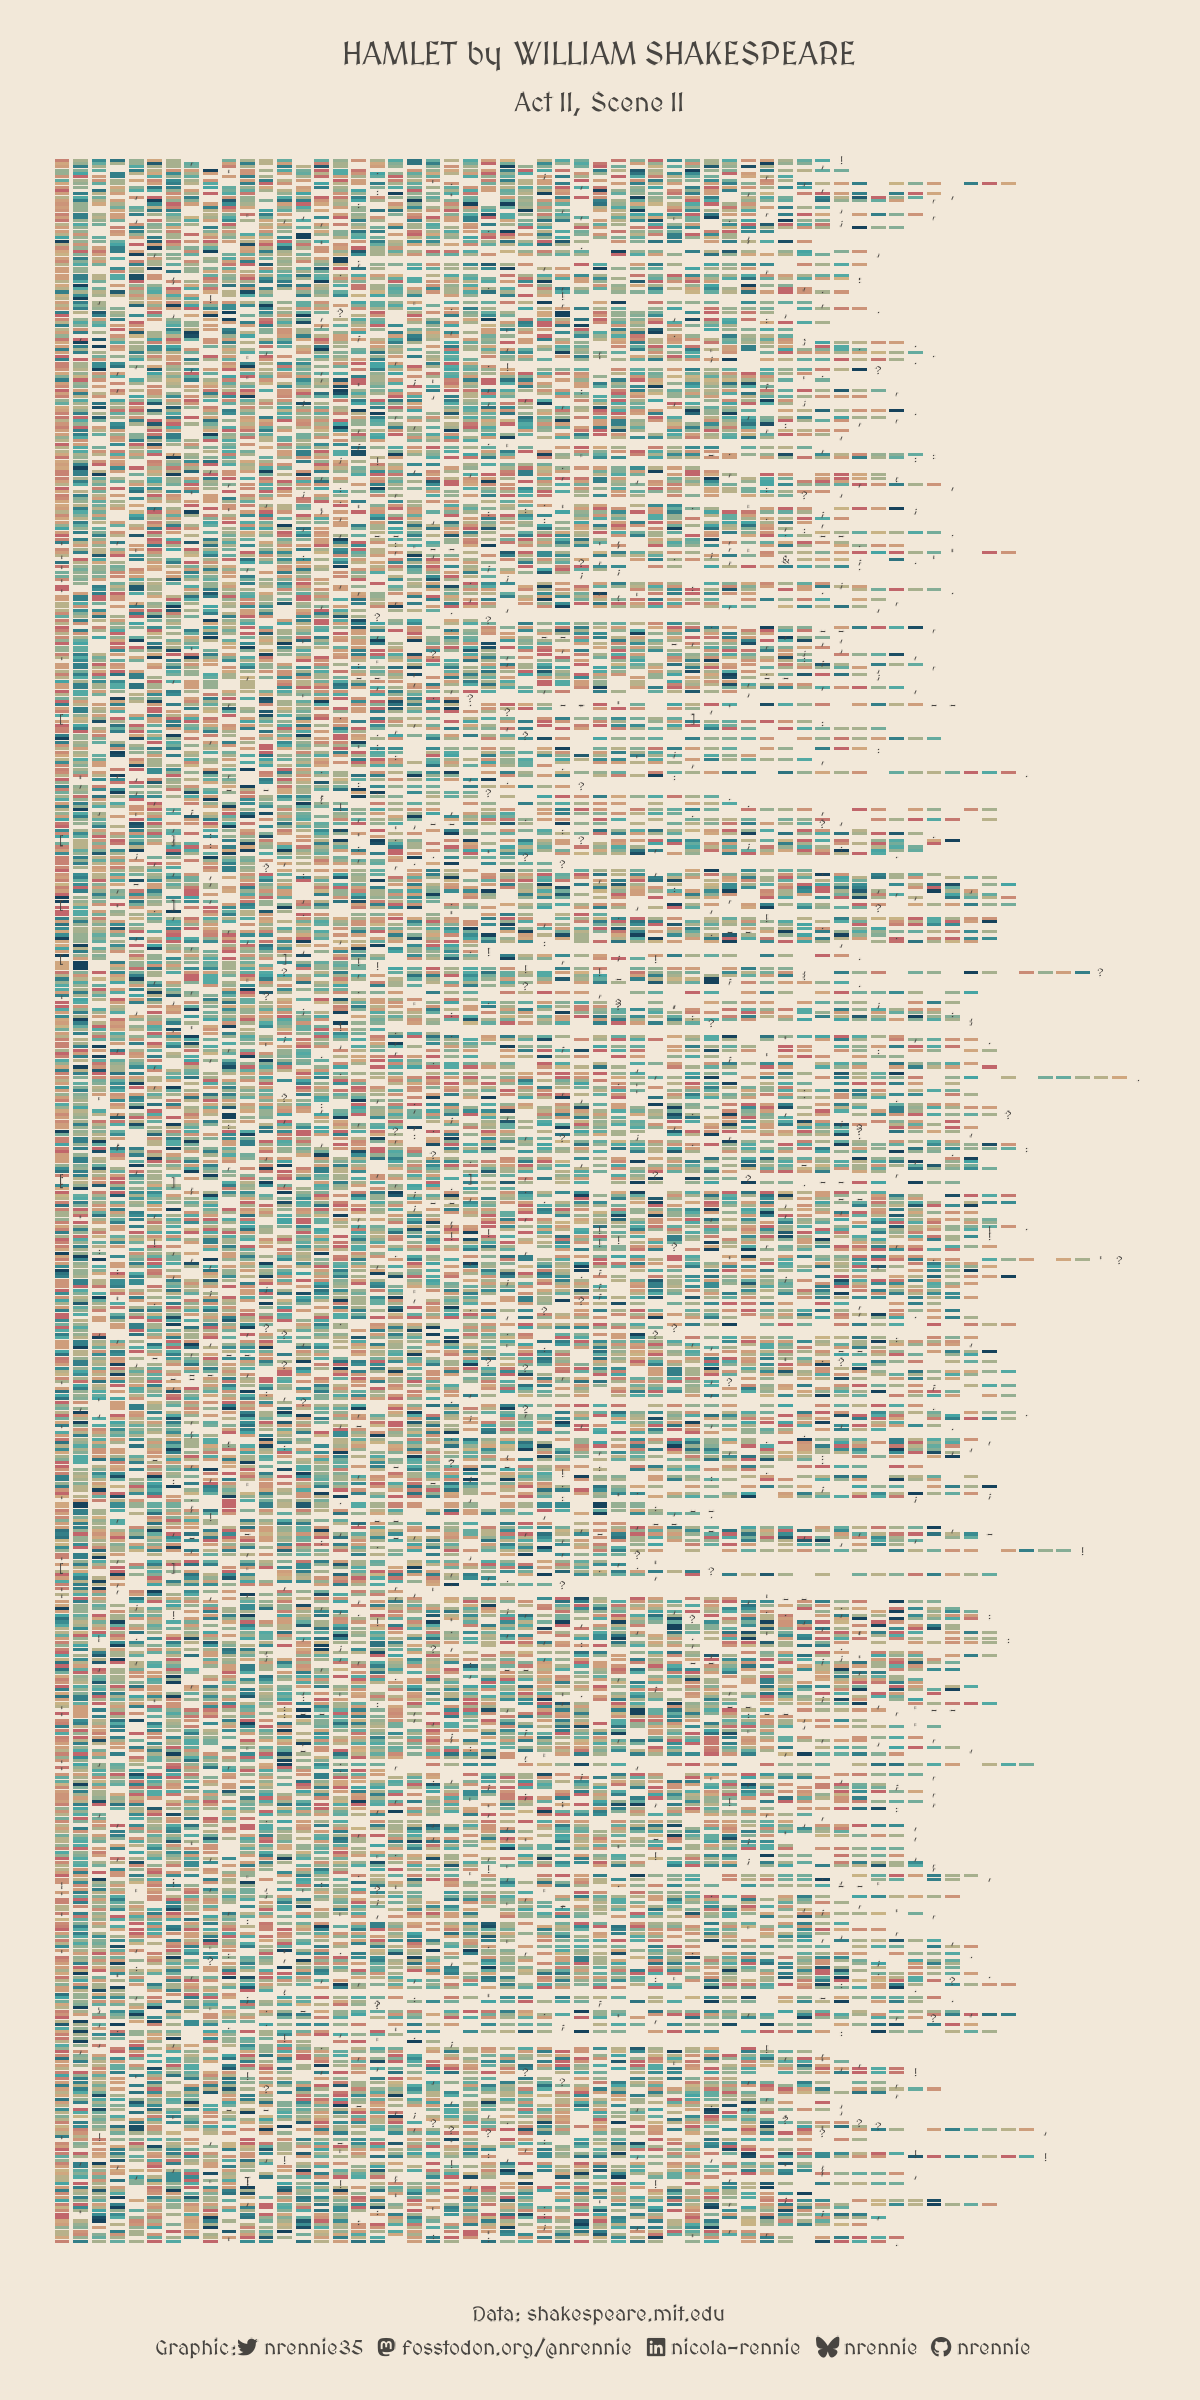 HAMLET by WILLIAM SHAKESPEARE
Act II, Scene II
Data: shakespeare.mit.edu
Graphic: nrennie35 fosstodon.org/@nrennie nicola-rennie nrennie nrennie